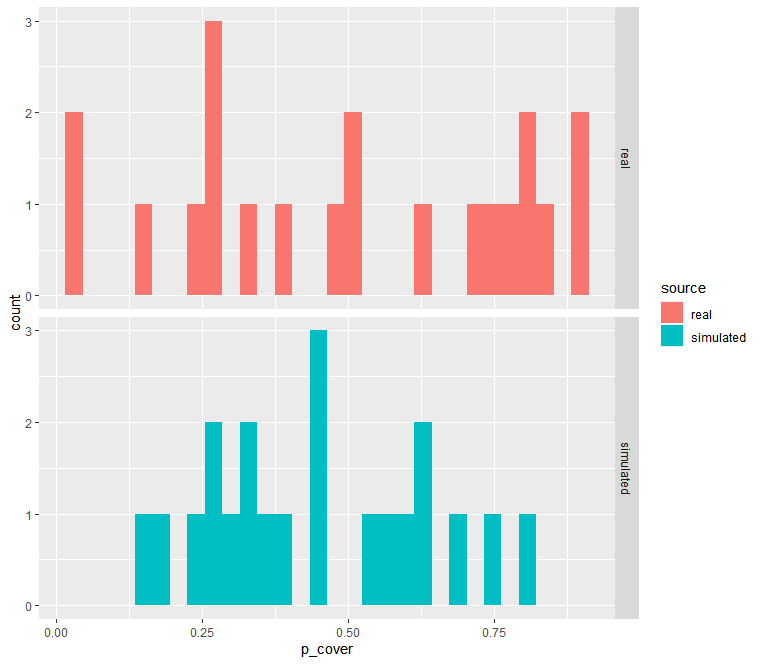 3
2
1
0
real
3
2
1
0
simulated
count
0.00
0.25
0.50
0.75
p_cover
source
real
simulated